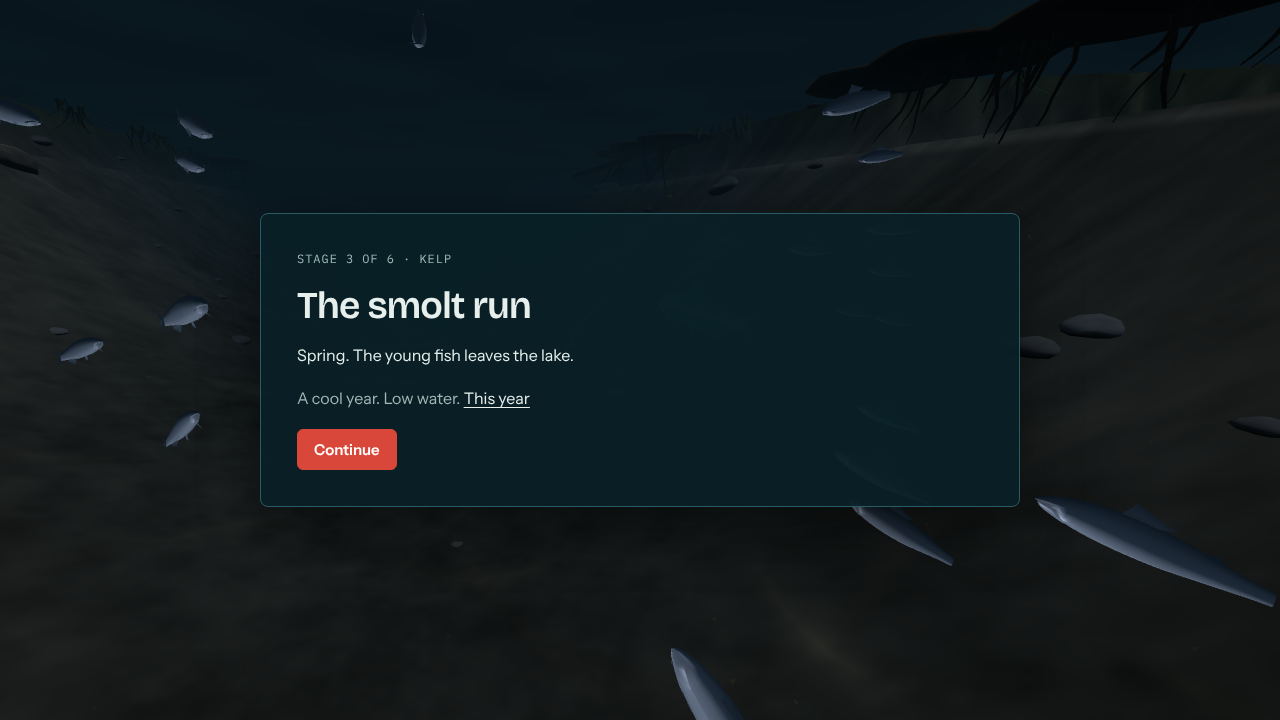 STAGE 3 OF 6 · KELP
The smolt run
Spring. The young fish leaves the lake.
A cool year. Low water. This year
Continue